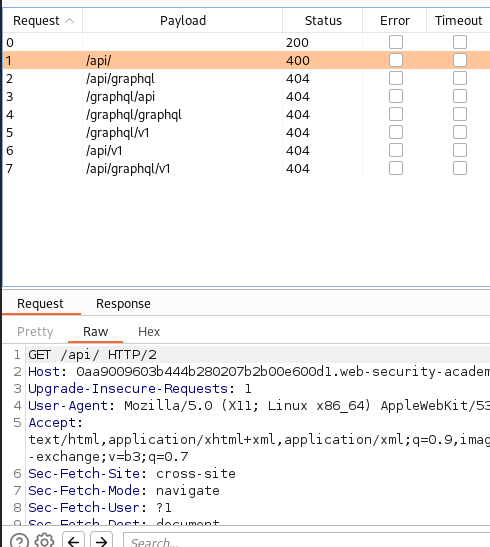 Request Payload Status Error Timeout
0 200
1 /api/ 400
2 /api/graphql 404
3 /graphql/api 404
4 /graphql/graphql 404
5 /graphql/v1 404
6 /api/v1 404
7 /api/graphql/v1 404
Request Response
Pretty Raw Hex
1 GET /api/ HTTP/2
2 Host: 0aa9009603b444b280207b2b00e600d1.web-security-academ
3 Upgrade-Insecure-Requests: 1
4 User-Agent: Mozilla/5.0 (X11; Linux x86_64) AppleWebKit/53
5 Accept:
text/html,application/xhtml+xml,application/xml;q=0.9,imag
-exchange;v=b3;q=0.7
6 Sec-Fetch-Site: cross-site
7 Sec-Fetch-Mode: navigate
8 Sec-Fetch-User: ?1
9 Sec-Fetch-Dest: document
Search...